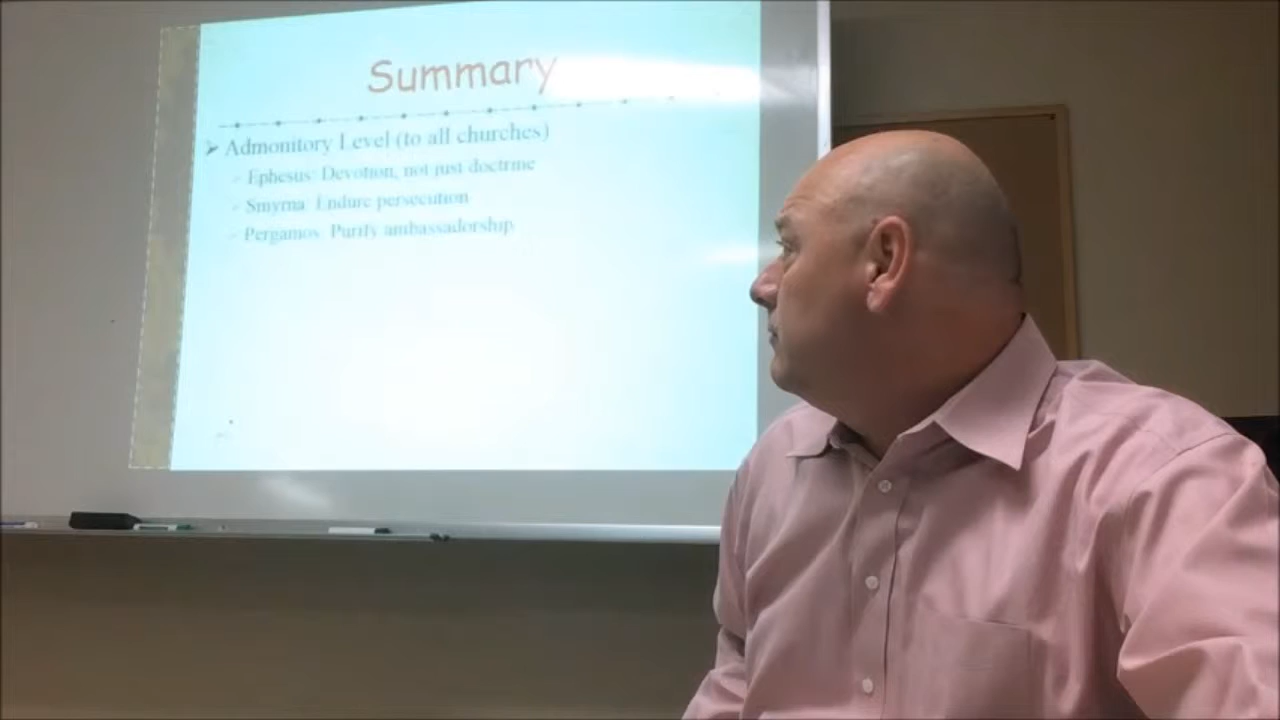 Summary
Admonitory Level (to all churches)
Ephesus: Devotion, not just doctrine
Smyrna: Endure persecution
Pergamos: Purify ambassadorship